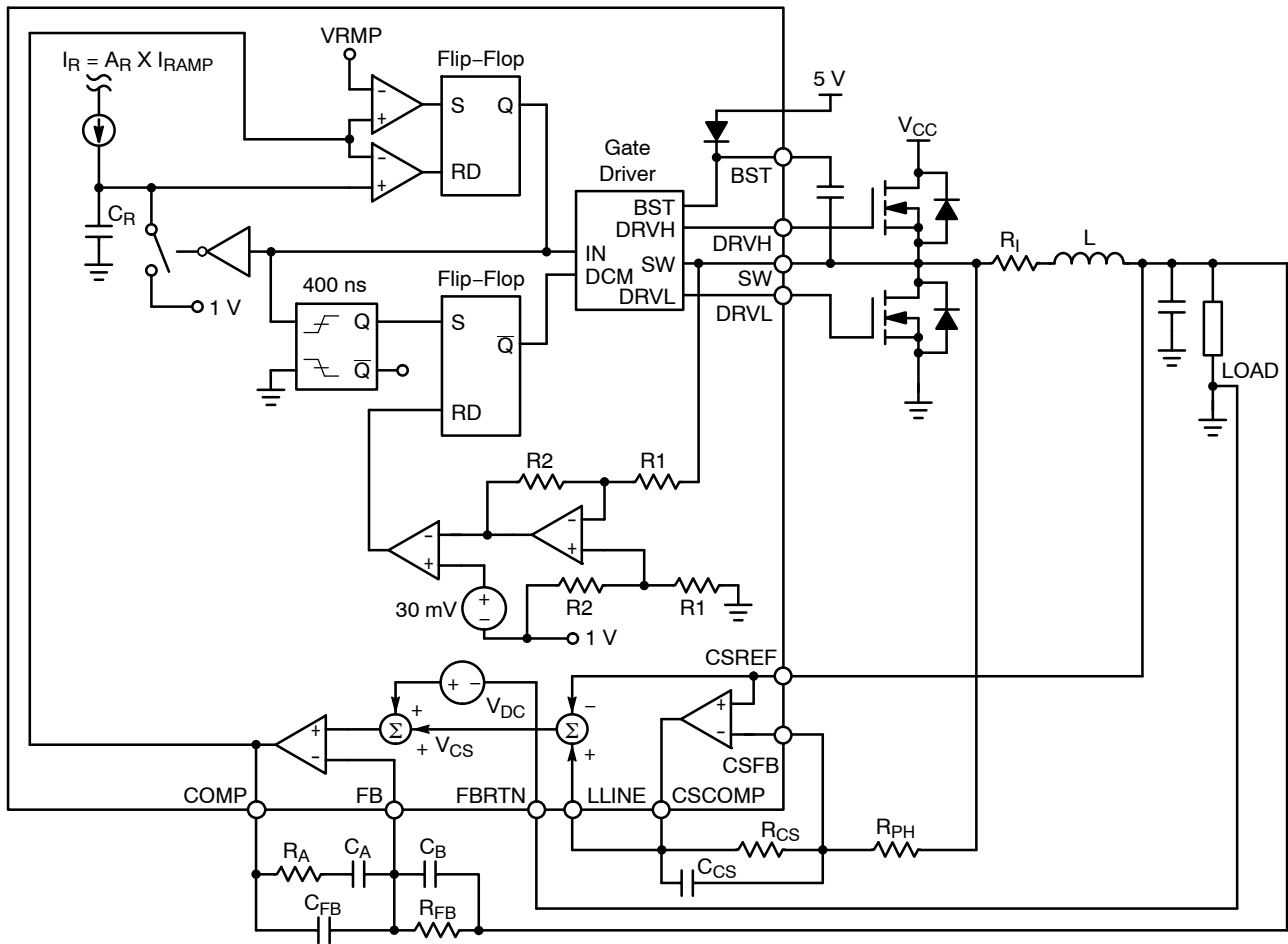 VRMP
I_R = A_R X I_RAMP
Flip–Flop
5 V
S Q
V_CC
Gate
Driver
RD
BST
BST
C_R
DRVH
DRVH
R_I
L
IN
SW
SW
DCM
DRVL
DRVL
400 ns
Flip–Flop
1 V
Q
S
Q̅
Q̅
LOAD
RD
R2
R1
R2
R1
30 mV
1 V
CSREF
V_DC
Σ
Σ
V_CS
CSFB
COMP
FB
FBRTN
LLINE
CSCOMP
R_A
C_A
C_B
R_CS
R_PH
C_CS
C_FB
R_FB